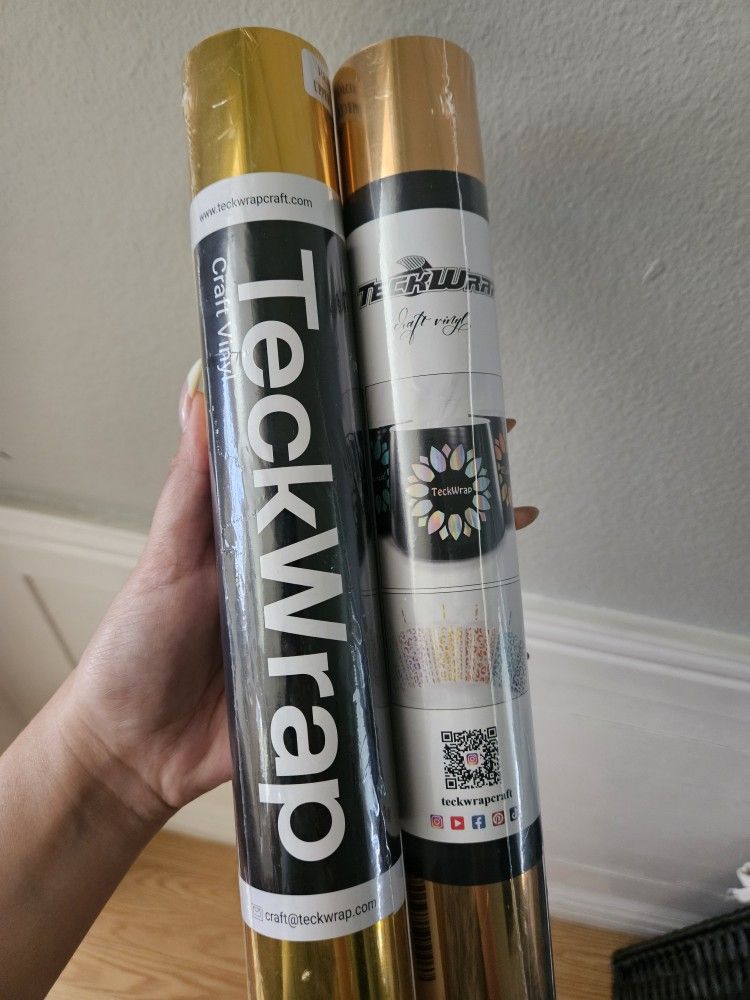 www.teckwrapcraft.com
TeckWrap
Craft Vinyl
craft@teckwrap.com
TECKWRAP
craft vinyl
TeckWrap
teckwrapcraft